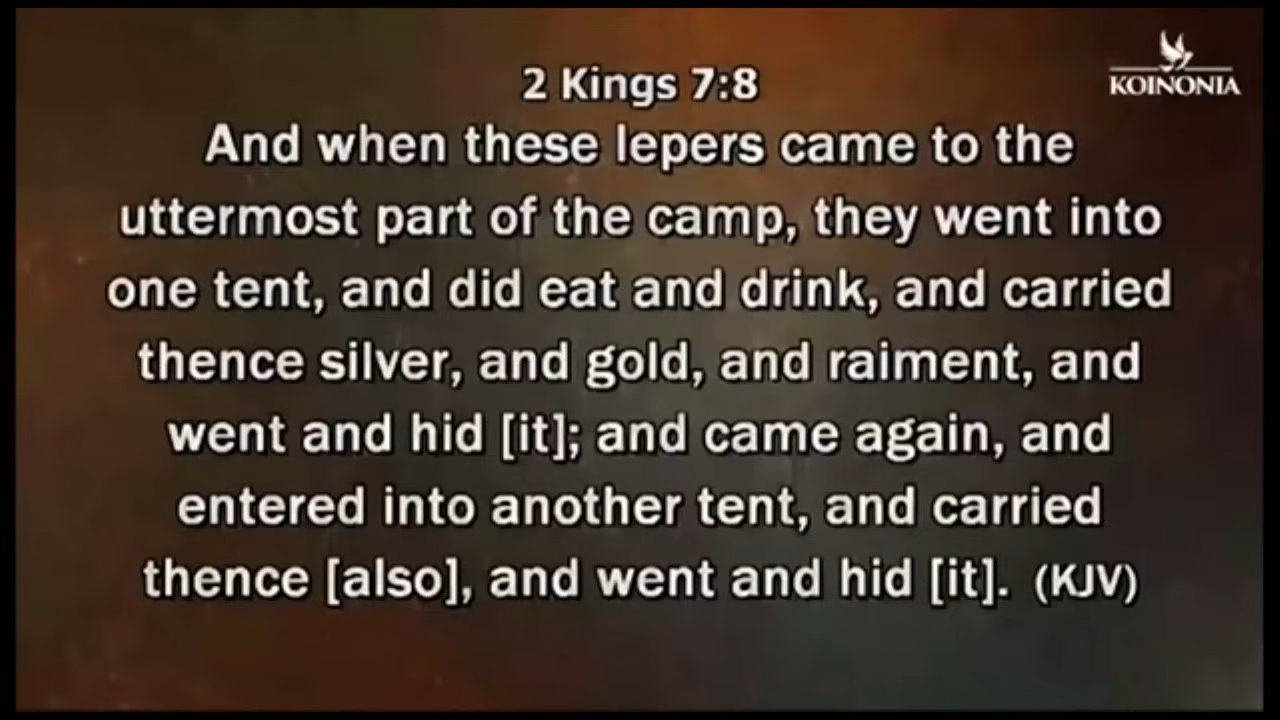 2 Kings 7:8
KOINONIA
And when these lepers came to the
uttermost part of the camp, they went into
one tent, and did eat and drink, and carried
thence silver, and gold, and raiment, and
went and hid [it]; and came again, and
entered into another tent, and carried
thence [also], and went and hid [it]. (KJV)